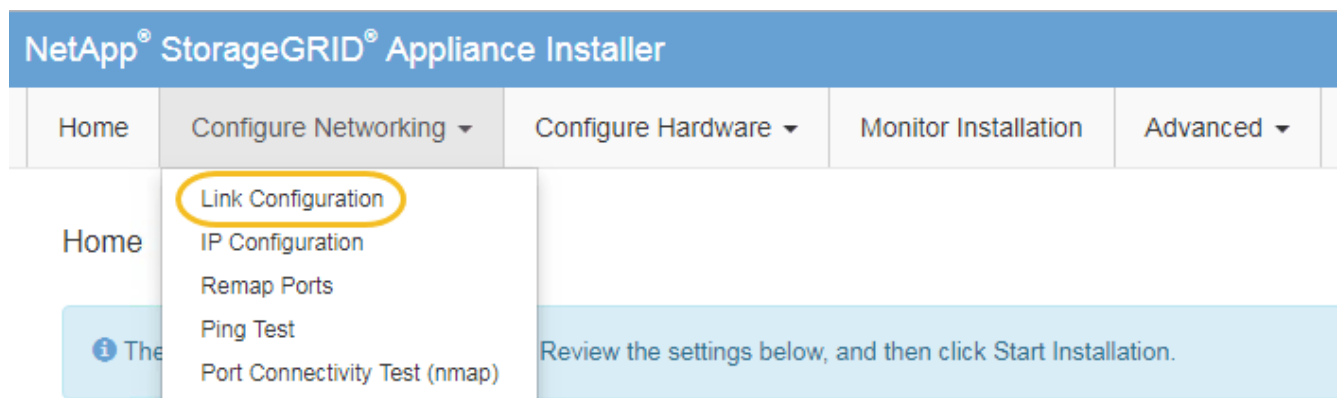 NetApp® StorageGRID® Appliance Installer
Home Configure Networking Configure Hardware Monitor Installation Advanced
Link Configuration
Home
IP Configuration
Remap Ports
Ping Test
The Review the settings below, and then click Start Installation.
Port Connectivity Test (nmap)